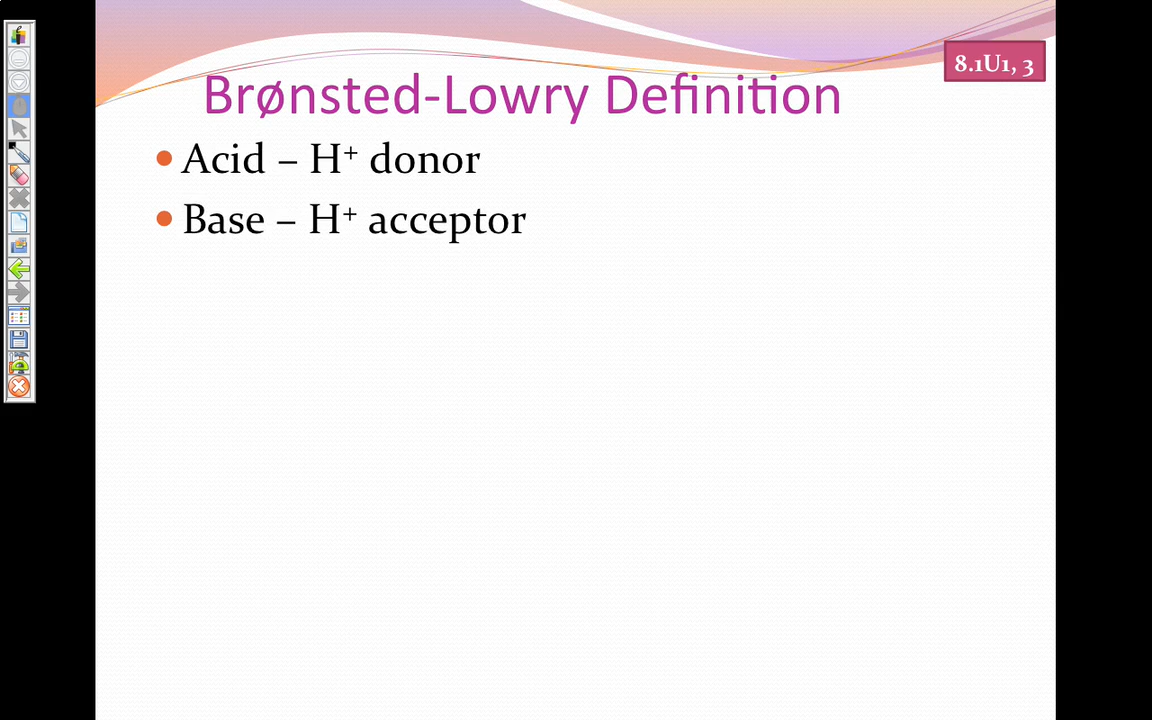 8.1U1, 3
Brønsted-Lowry Definition
Acid – H⁺ donor
Base – H⁺ acceptor